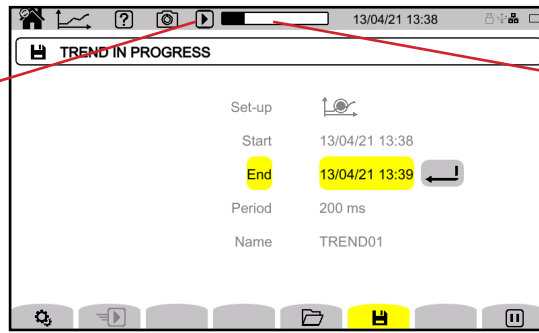 13/04/21 13:38
TREND IN PROGRESS
Set-up
Start 13/04/21 13:38
End 13/04/21 13:39
Period 200 ms
Name TREND01